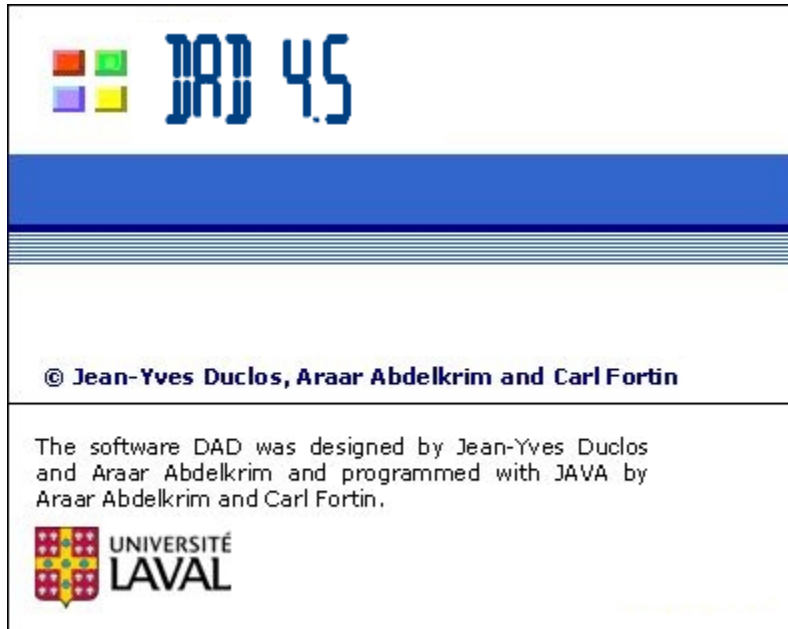 DAD 4.5
© Jean-Yves Duclos, Araar Abdelkrim and Carl Fortin
The software DAD was designed by Jean-Yves Duclos
and Araar Abdelkrim and programmed with JAVA by
Araar Abdelkrim and Carl Fortin.
UNIVERSITÉ
LAVAL